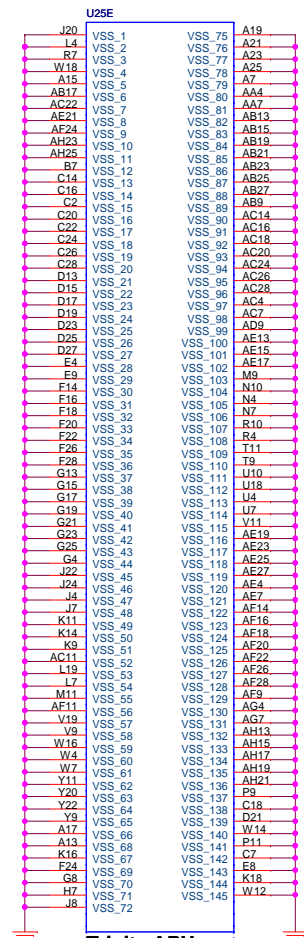 U25E
J20 VSS_1 VSS_75 A19
L4 VSS_2 VSS_76 A21
R7 VSS_3 VSS_77 A23
W18 VSS_4 VSS_78 A25
A15 VSS_5 VSS_79 A7
AB17 VSS_6 VSS_80 AA4
AC22 VSS_7 VSS_81 AA7
AE21 VSS_8 VSS_82 AB13
AF24 VSS_9 VSS_83 AB15
AH23 VSS_10 VSS_84 AB19
AH25 VSS_11 VSS_85 AB21
B7 VSS_12 VSS_86 AB23
C14 VSS_13 VSS_87 AB25
C16 VSS_14 VSS_88 AB27
C2 VSS_15 VSS_89 AB9
C20 VSS_16 VSS_90 AC14
C22 VSS_17 VSS_91 AC16
C24 VSS_18 VSS_92 AC18
C26 VSS_19 VSS_93 AC20
C28 VSS_20 VSS_94 AC24
D13 VSS_21 VSS_95 AC26
D15 VSS_22 VSS_96 AC28
D17 VSS_23 VSS_97 AC4
D19 VSS_24 VSS_98 AC7
D23 VSS_25 VSS_99 AD9
D25 VSS_26 VSS_100 AE13
D27 VSS_27 VSS_101 AE15
E4 VSS_28 VSS_102 AE17
E9 VSS_29 VSS_103 M9
F14 VSS_30 VSS_104 N10
F16 VSS_31 VSS_105 N4
F18 VSS_32 VSS_106 N7
F20 VSS_33 VSS_107 R10
F22 VSS_34 VSS_108 R4
F26 VSS_35 VSS_109 T11
F28 VSS_36 VSS_110 T9
G13 VSS_37 VSS_111 U10
G15 VSS_38 VSS_112 U18
G17 VSS_39 VSS_113 U4
G19 VSS_40 VSS_114 U7
G21 VSS_41 VSS_115 V11
G23 VSS_42 VSS_116 AE19
G25 VSS_43 VSS_117 AE23
G4 VSS_44 VSS_118 AE25
J22 VSS_45 VSS_119 AE27
J24 VSS_46 VSS_120 AE4
J4 VSS_47 VSS_121 AE7
J7 VSS_48 VSS_122 AF14
K11 VSS_49 VSS_123 AF16
K14 VSS_50 VSS_124 AF18
K9 VSS_51 VSS_125 AF20
AC11 VSS_52 VSS_126 AF22
L19 VSS_53 VSS_127 AF26
L7 VSS_54 VSS_128 AF28
M11 VSS_55 VSS_129 AF9
AF11 VSS_56 VSS_130 AG4
V19 VSS_57 VSS_131 AG7
V9 VSS_58 VSS_132 AH13
W16 VSS_59 VSS_133 AH15
W4 VSS_60 VSS_134 AH17
W7 VSS_61 VSS_135 AH19
Y11 VSS_62 VSS_136 AH21
Y20 VSS_63 VSS_137 P9
Y22 VSS_64 VSS_138 C18
Y9 VSS_65 VSS_139 D21
A17 VSS_66 VSS_140 W14
A13 VSS_67 VSS_141 P11
K16 VSS_68 VSS_142 C7
F24 VSS_69 VSS_143 E8
G8 VSS_70 VSS_144 K18
H7 VSS_71 VSS_145 W12
J8 VSS_72